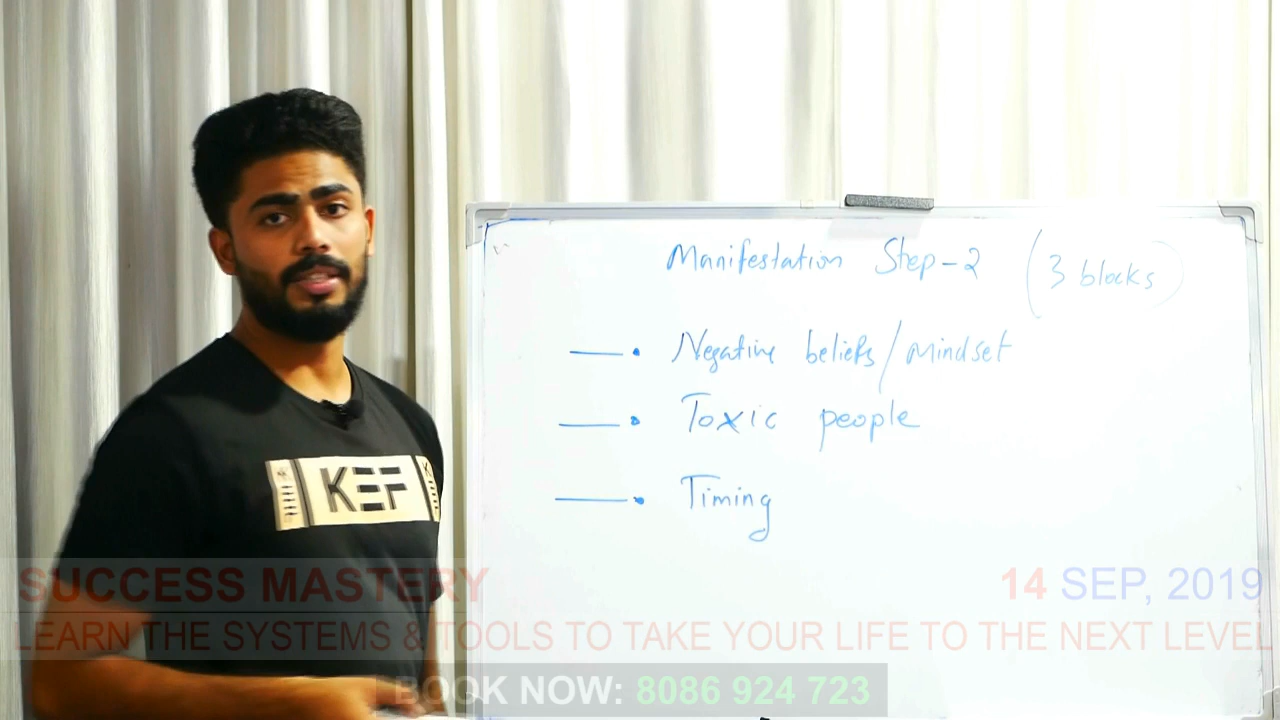 Manifestation Step-2 (3 blocks)
Negative beliefs/mindset
Toxic people
Timing
KEF
SUCCESS MASTERY
14 SEP, 2019
LEARN THE SYSTEMS & TOOLS TO TAKE YOUR LIFE TO THE NEXT LEVEL
BOOK NOW: 8086 924 723